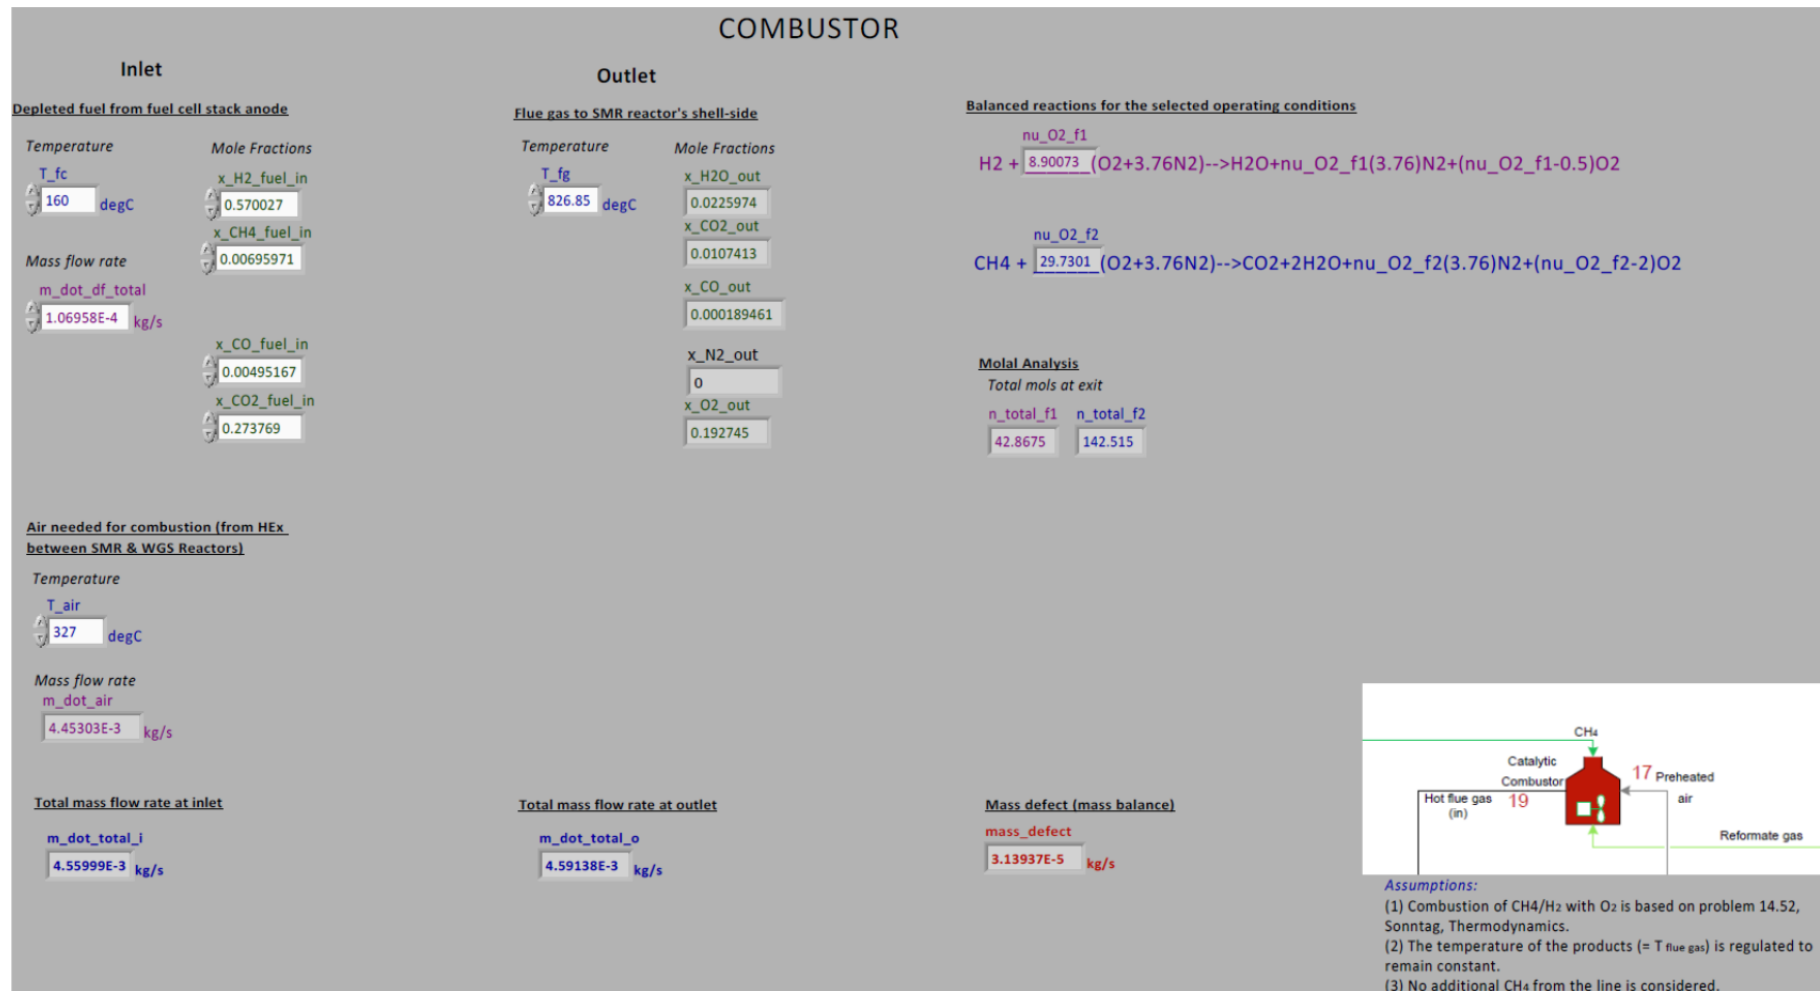 COMBUSTOR
Inlet
Depleted fuel from fuel cell stack anode
Temperature
T_fc
160 degC
Mass flow rate
m_dot_df_total
1.06958E-4 kg/s
Mole Fractions
x_H2_fuel_in
0.570027
x_CH4_fuel_in
0.00695971
x_CO_fuel_in
0.00495167
x_CO2_fuel_in
0.273769
Air needed for combustion (from HEx
between SMR & WGS Reactors)
Temperature
T_air
327 degC
Mass flow rate
m_dot_air
4.45303E-3 kg/s
Total mass flow rate at inlet
m_dot_total_i
4.55999E-3 kg/s
Outlet
Flue gas to SMR reactor's shell-side
Temperature
T_fg
826.85 degC
Mole Fractions
x_H2O_out
0.0225974
x_CO2_out
0.0107413
x_CO_out
0.000189461
x_N2_out
0
x_O2_out
0.192745
Total mass flow rate at outlet
m_dot_total_o
4.59138E-3 kg/s
Balanced reactions for the selected operating conditions
nu_O2_f1
H2 + 8.90073 (O2+3.76N2)-->H2O+nu_O2_f1(3.76)N2+(nu_O2_f1-0.5)O2
nu_O2_f2
CH4 + 29.7301 (O2+3.76N2)-->CO2+2H2O+nu_O2_f2(3.76)N2+(nu_O2_f2-2)O2
Molal Analysis
Total mols at exit
n_total_f1 n_total_f2
42.8675 142.515
Mass defect (mass balance)
mass_defect
3.13937E-5 kg/s
CH4
Catalytic
Combustor
17 Preheated
air
Hot flue gas 19
(in)
Reformate gas
Assumptions:
(1) Combustion of CH4/H2 with O2 is based on problem 14.52,
Sonntag, Thermodynamics.
(2) The temperature of the products (= T flue gas) is regulated to
remain constant.
(3) No additional CH4 from the line is considered.